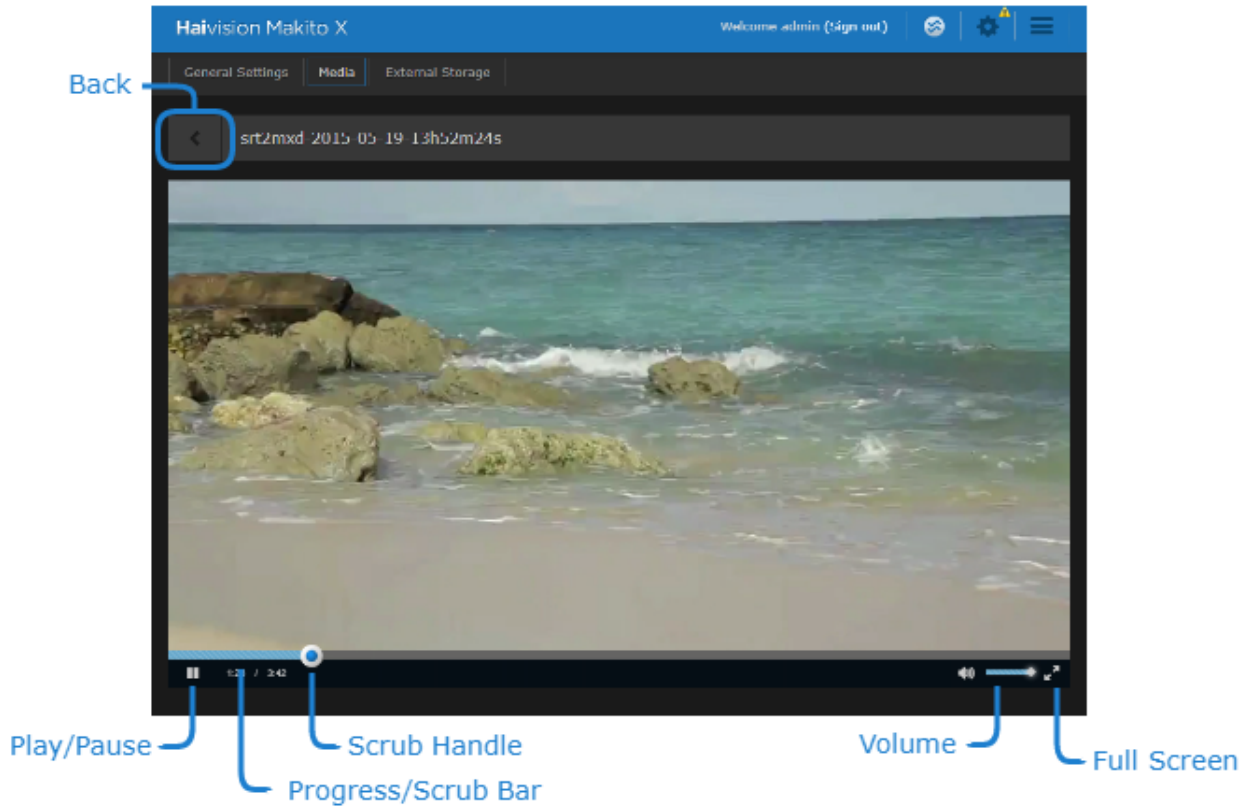 Haivision Makito X
Welcome admin (Sign out)
General Settings Media External Storage
Back
srt2mxd-2015-05-19-13h52m24s
/ 3:42
Play/Pause
Scrub Handle
Volume
Full Screen
Progress/Scrub Bar